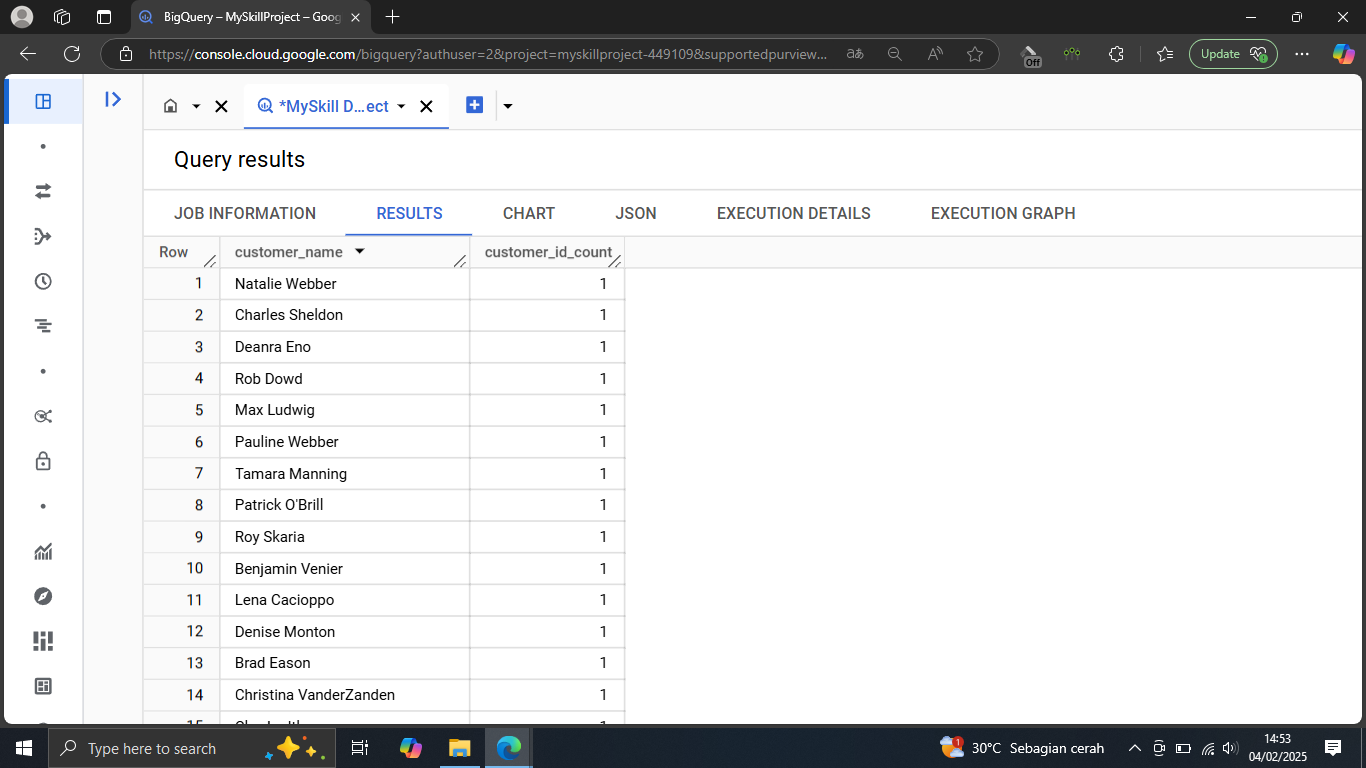 BigQuery – MySkillProject – Goog
https://console.cloud.google.com/bigquery?authuser=2&project=myskillproject-449109&supportedpurview...
aあ
A
Off
Update
*MySkill D...ect
Query results
JOB INFORMATION RESULTS CHART JSON EXECUTION DETAILS EXECUTION GRAPH
Row customer_name customer_id_count
1 Natalie Webber 1
2 Charles Sheldon 1
3 Deanra Eno 1
4 Rob Dowd 1
5 Max Ludwig 1
6 Pauline Webber 1
7 Tamara Manning 1
8 Patrick O'Brill 1
9 Roy Skaria 1
10 Benjamin Venier 1
11 Lena Cacioppo 1
12 Denise Monton 1
13 Brad Eason 1
14 Christina VanderZanden 1
15
Type here to search
1
30°C Sebagian cerah
14:53
04/02/2025